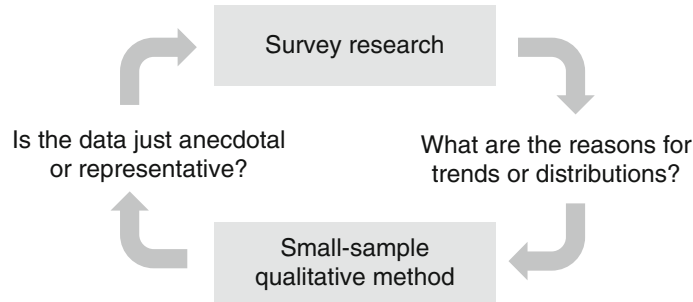 Survey research
Is the data just anecdotal
or representative?
What are the reasons for
trends or distributions?
Small-sample
qualitative method